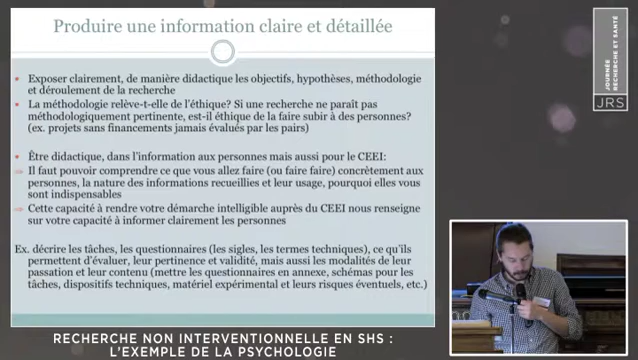 Produire une information claire et détaillée
• Exposer clairement, de manière didactique les objectifs, hypothèses, méthodologie
et déroulement de la recherche
• La méthodologie relève-t-elle de l'éthique? Si une recherche ne paraît pas
méthodologiquement pertinente, est-il éthique de la faire subir à des personnes?
(ex. projets sans financements jamais évalués par les pairs)
• Être didactique, dans l'information aux personnes mais aussi pour le CEEI:
⇒ Il faut pouvoir comprendre ce que vous allez faire (ou faire faire) concrètement aux
personnes, la nature des informations recueillies et leur usage, pourquoi elles vous
sont indispensables
⇒ Cette capacité à rendre votre démarche intelligible auprès du CEEI nous renseigne
sur votre capacité à informer clairement les personnes
Ex. décrire les tâches, les questionnaires (les sigles, les termes techniques), ce qu'ils
permettent d'évaluer, leur pertinence et validité, mais aussi les modalités de leur
passation et leur contenu (mettre les questionnaires en annexe, schémas pour les
tâches, dispositifs techniques, matériel expérimental et leurs risques éventuels, etc.)
JOURNÉE
RECHERCHE ET SANTÉ
JRS
RECHERCHE NON INTERVENTIONNELLE EN SHS :
L'EXEMPLE DE LA PSYCHOLOGIE